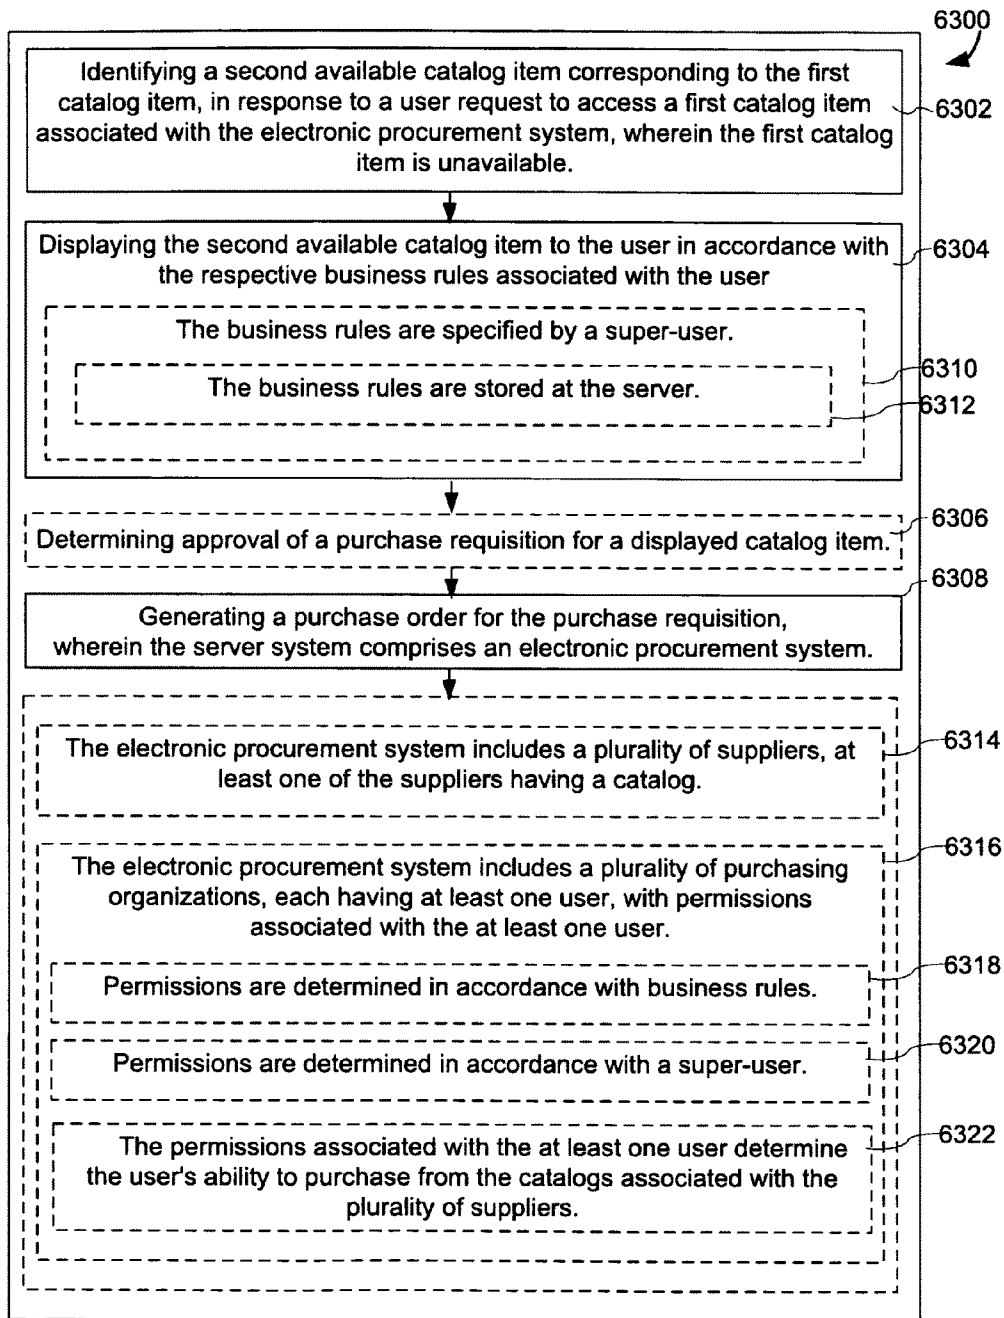 6300
Identifying a second available catalog item corresponding to the first
catalog item, in response to a user request to access a first catalog item
associated with the electronic procurement system, wherein the first catalog
item is unavailable.
6302
Displaying the second available catalog item to the user in accordance with
the respective business rules associated with the user
6304
The business rules are specified by a super-user.
6310
The business rules are stored at the server.
6312
6306
Determining approval of a purchase requisition for a displayed catalog item.
6308
Generating a purchase order for the purchase requisition,
wherein the server system comprises an electronic procurement system.
6314
The electronic procurement system includes a plurality of suppliers, at
least one of the suppliers having a catalog.
6316
The electronic procurement system includes a plurality of purchasing
organizations, each having at least one user, with permissions
associated with the at least one user.
6318
Permissions are determined in accordance with business rules.
6320
Permissions are determined in accordance with a super-user.
6322
The permissions associated with the at least one user determine
the user's ability to purchase from the catalogs associated with the
plurality of suppliers.